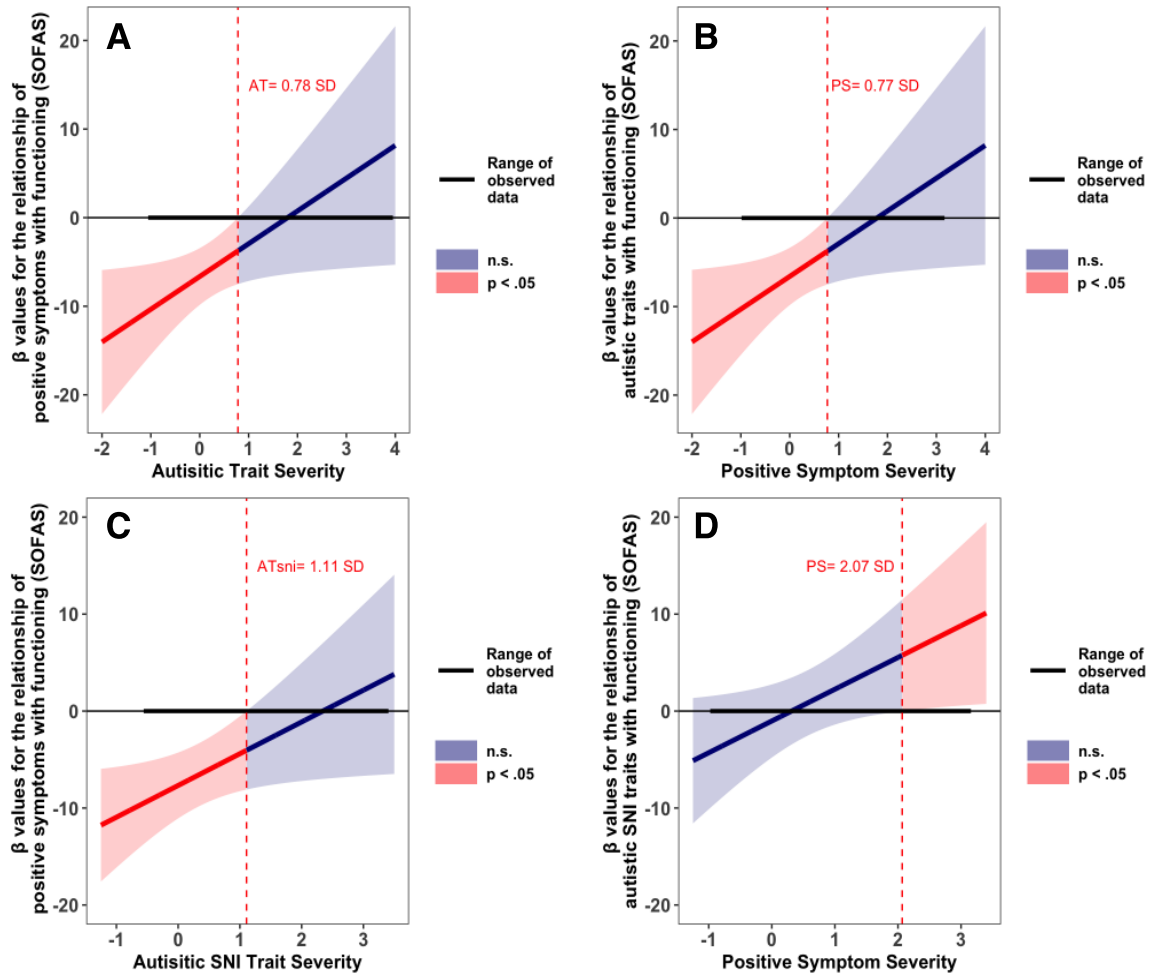 A
β values for the relationship of
positive symptoms with functioning (SOFAS)
20
10
0
-10
-20
AT= 0.78 SD
-2 -1 0 1 2 3 4
Autisitic Trait Severity
Range of
observed
data
n.s.
p < .05
B
β values for the relationship of
autistic traits with functioning (SOFAS)
20
10
0
-10
-20
PS= 0.77 SD
-2 -1 0 1 2 3 4
Positive Symptom Severity
Range of
observed
data
n.s.
p < .05
C
β values for the relationship of
positive symptoms with functioning (SOFAS)
20
10
0
-10
-20
ATsni= 1.11 SD
-1 0 1 2 3
Autisitic SNI Trait Severity
Range of
observed
data
n.s.
p < .05
D
β values for the relationship of
autistic SNI traits with functioning (SOFAS)
20
10
0
-10
-20
PS= 2.07 SD
-1 0 1 2 3
Positive Symptom Severity
Range of
observed
data
n.s.
p < .05